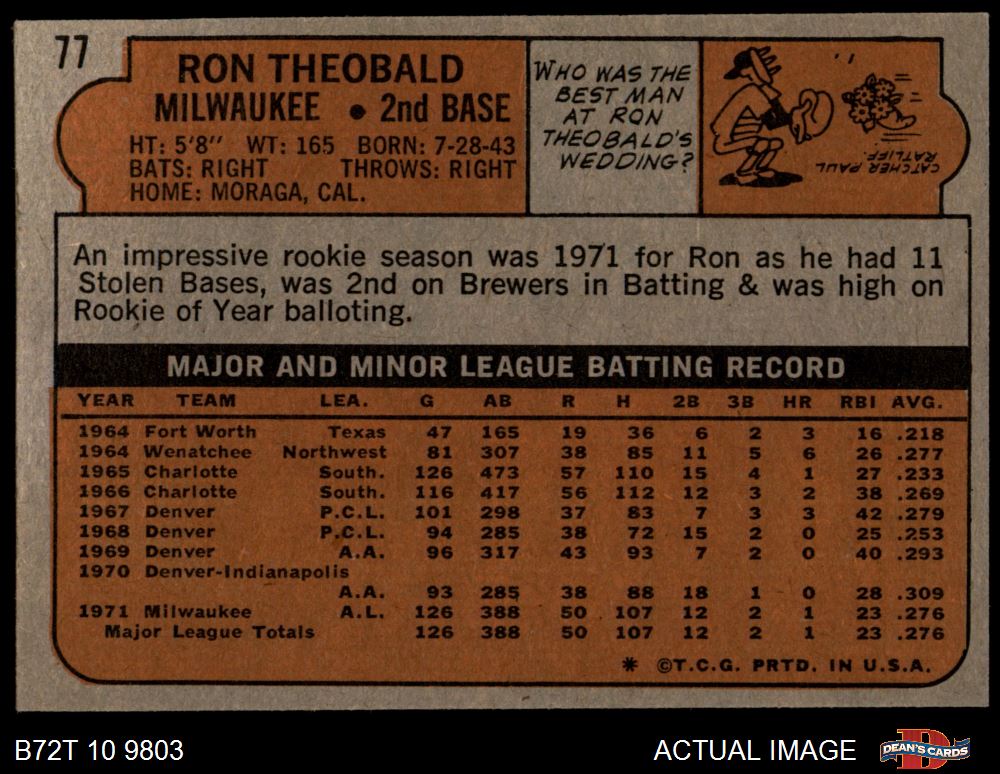 77
RON THEOBALD
MILWAUKEE • 2nd BASE
HT: 5'8" WT: 165 BORN: 7-28-43
BATS: RIGHT THROWS: RIGHT
HOME: MORAGA, CAL.
WHO WAS THE
BEST MAN
AT RON
THEOBALD'S
WEDDING?
CATCHER PAUL
RATLIFF.
An impressive rookie season was 1971 for Ron as he had 11
Stolen Bases, was 2nd on Brewers in Batting & was high on
Rookie of Year balloting.
MAJOR AND MINOR LEAGUE BATTING RECORD
YEAR TEAM LEA. G AB R H 2B 3B HR RBI AVG.
1964 Fort Worth Texas 47 165 19 36 6 2 3 16 .218
1964 Wenatchee Northwest 81 307 38 85 11 5 6 26 .277
1965 Charlotte South. 126 473 57 110 15 4 1 27 .233
1966 Charlotte South. 116 417 56 112 12 3 2 38 .269
1967 Denver P.C.L. 101 298 37 83 7 3 3 42 .279
1968 Denver P.C.L. 94 285 38 72 15 2 0 25 .253
1969 Denver A.A. 96 317 43 93 7 2 0 40 .293
1970 Denver-Indianapolis
A.A. 93 285 38 88 18 1 0 28 .309
1971 Milwaukee A.L. 126 388 50 107 12 2 1 23 .276
Major League Totals 126 388 50 107 12 2 1 23 .276
* ©T.C.G. PRTD. IN U.S.A.
B72T 10 9803 ACTUAL IMAGE DEAN'S CARDS